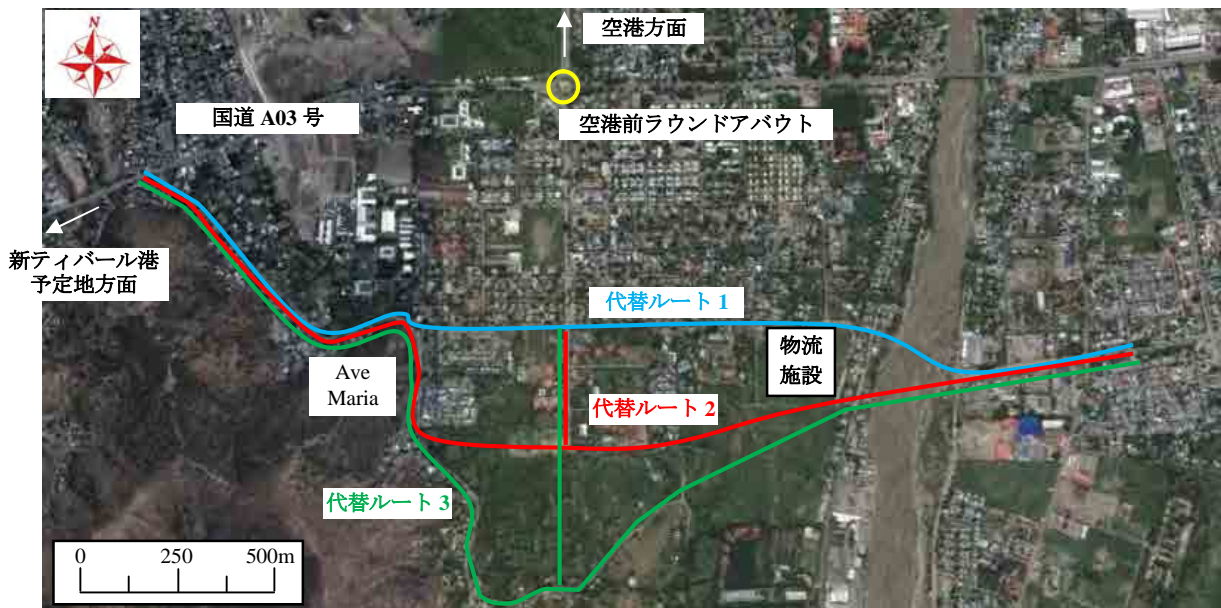 N
空港方面
国道 A03 号
空港前ラウンドアバウト
新ティバール港
予定地方面
代替ルート 1
物流
施設
Ave
Maria
代替ルート 2
代替ルート 3
0 250 500m